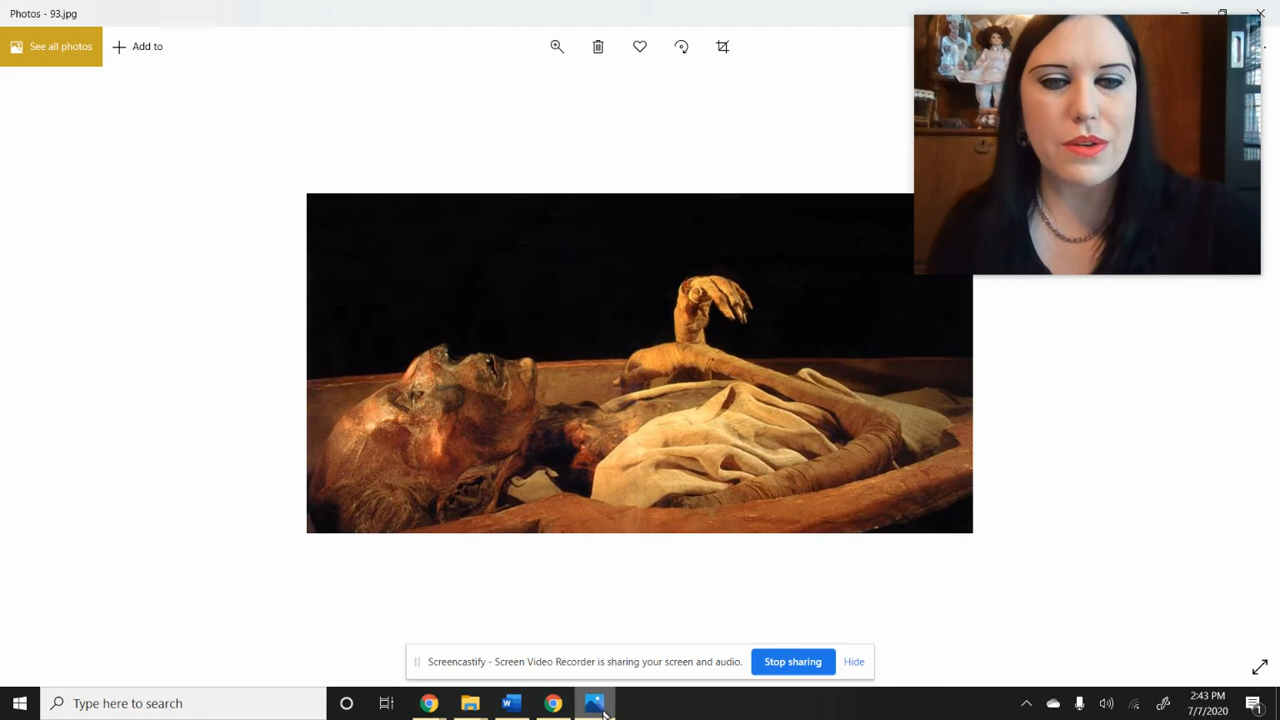 Photos - 93.jpg
See all photos
Add to
Screencastify - Screen Video Recorder is sharing your screen and audio.
Stop sharing
Hide
Type here to search
2:43 PM
7/7/2020
1